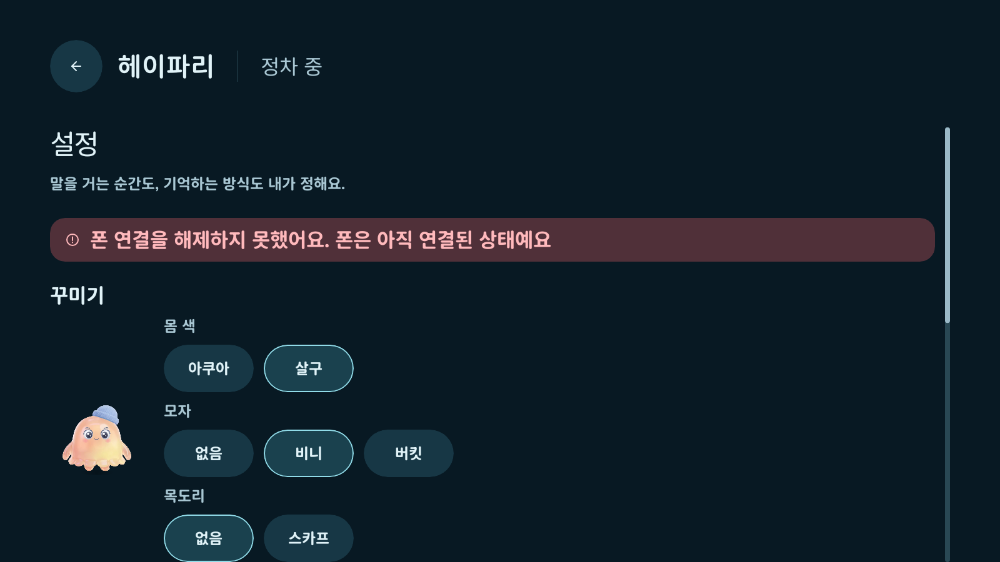 헤이파리
정차 중
설정
말을 거는 순간도, 기억하는 방식도 내가 정해요.
폰 연결을 해제하지 못했어요. 폰은 아직 연결된 상태예요
꾸미기
몸 색
아쿠아
살구
모자
없음
비니
버킷
목도리
없음
스카프